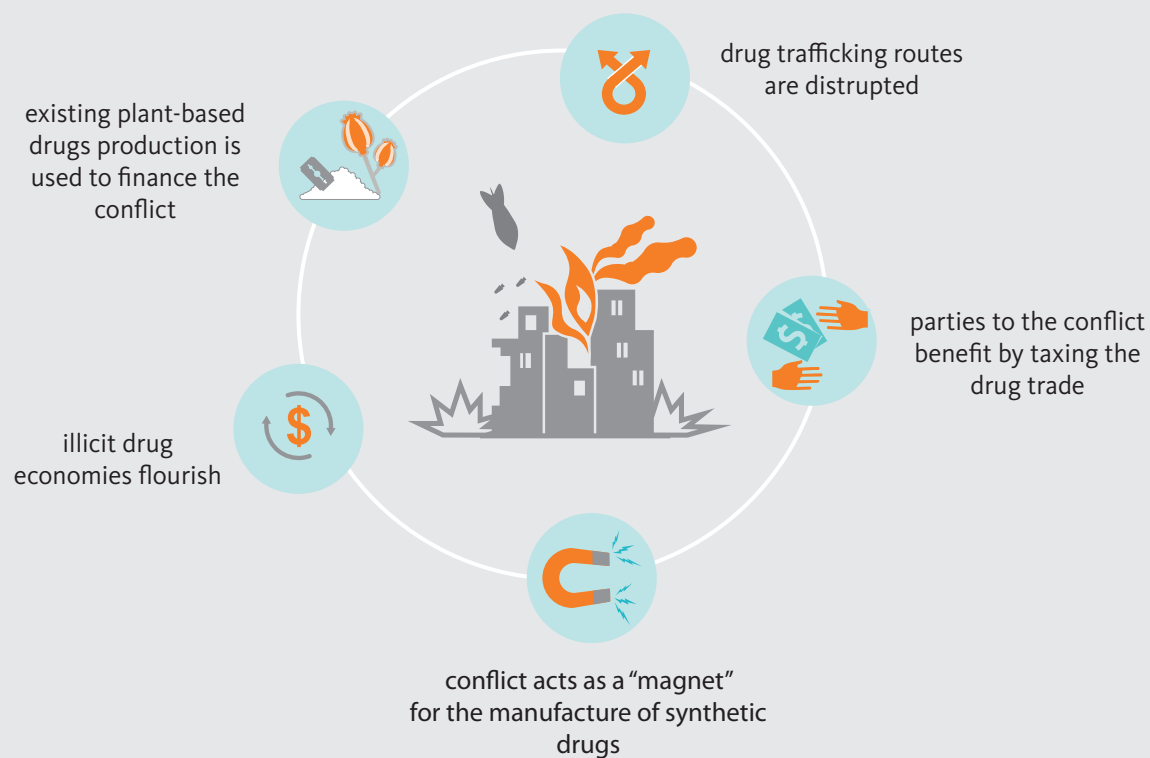 drug trafficking routes
are distrupted
existing plant-based
drugs production is
used to finance the
conflict
parties to the conflict
benefit by taxing the
drug trade
illicit drug
economies flourish
conflict acts as a “magnet”
for the manufacture of synthetic
drugs